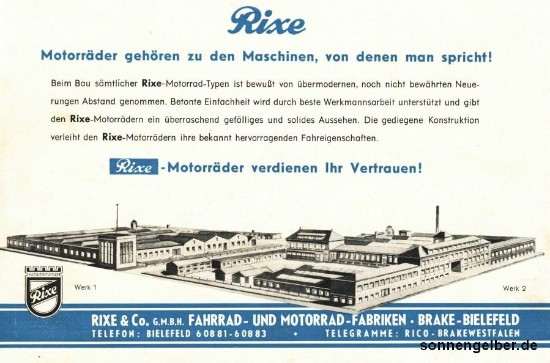 Rixe
Motorräder gehören zu den Maschinen, von denen man spricht!
Beim Bau sämtlicher Rixe-Motorrad-Typen ist bewußt von übermodernen, noch nicht bewährten Neue-
rungen Abstand genommen. Betonte Einfachheit wird durch beste Werkmannsarbeit unterstützt und gibt
den Rixe-Motorrädern ein überraschend gefälliges und solides Aussehen. Die gediegene Konstruktion
verleiht den Rixe-Motorrädern ihre bekannt hervorragenden Fahreigenschaften.
Rixe-Motorräder verdienen Ihr Vertrauen!
Rixe
Werk 1
Werk 2
RIXE & Co. G.M.B.H. FAHRRAD- UND MOTORRAD-FABRIKEN · BRAKE-BIELEFELD
TELEFON: BIELEFELD 60881-60883 · TELEGRAMME: RICO-BRAKEWESTFALEN
sonnengelber.de